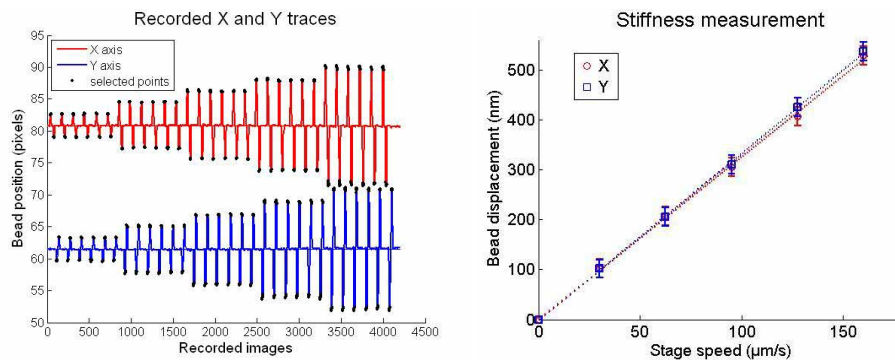 Recorded X and Y traces
X axis
Y axis
selected points
Bead position (pixels)
95
90
85
80
75
70
65
60
55
50
0
500
1000
1500
2000
2500
3000
3500
4000
4500
Recorded images
Stiffness measurement
X
Y
Bead displacement (nm)
500
400
300
200
100
0
0
50
100
150
Stage speed (µm/s)